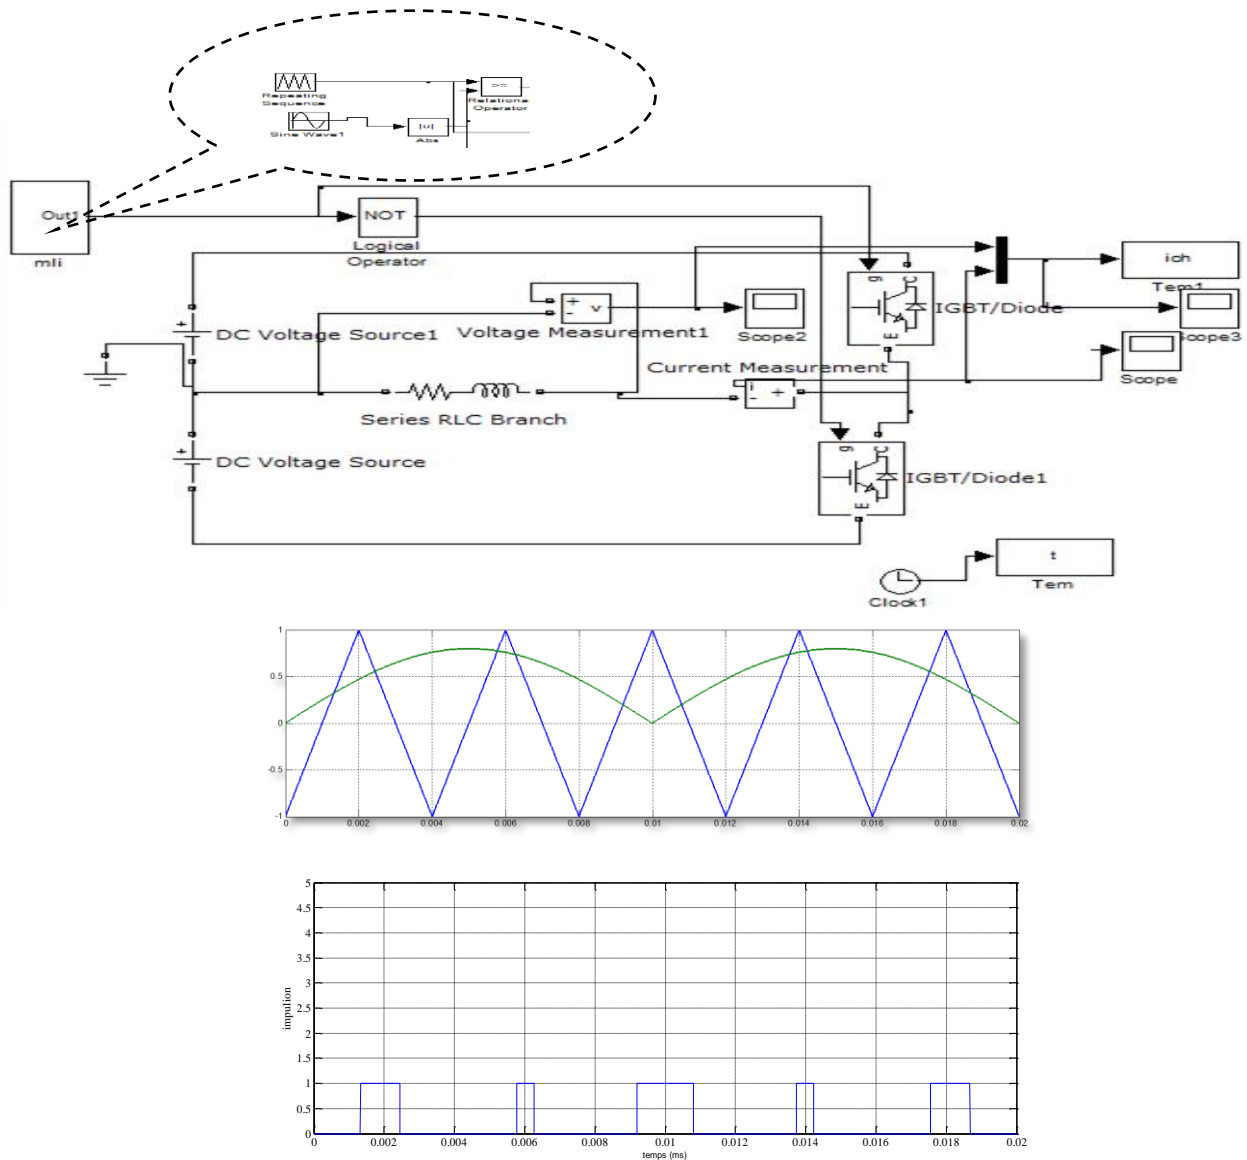 Repeating
Sequence
>=
Relationa
Operator
Sine Wave1
|u|
Abs
Out1
mli
NOT
Logical
Operator
ich
Tem1
g
C
E
IGBT/Diode
+
-
v
DC Voltage Source1
Voltage Measurement1
Scope2
Scope3
Current Measurement
Scope
i
-
+
Series RLC Branch
+
DC Voltage Source
g
C
E
IGBT/Diode1
t
Tem
Clock1
1
0.5
0
-0.5
-1
0 0.002 0.004 0.006 0.008 0.01 0.012 0.014 0.016 0.018 0.02
5
4.5
4
3.5
3
2.5
2
1.5
1
0.5
0
impulion
0 0.002 0.004 0.006 0.008 0.01 0.012 0.014 0.016 0.018 0.02
temps (ms)